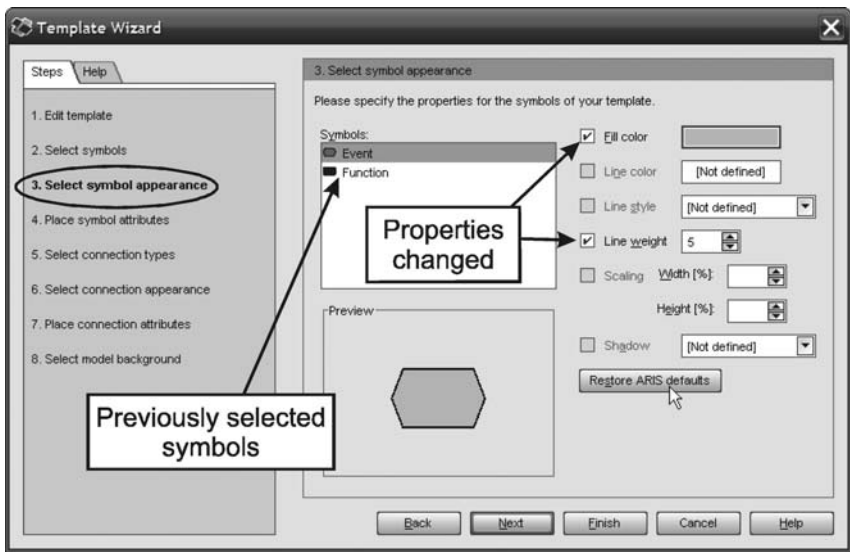 Template Wizard
Steps
Help
1. Edit template
2. Select symbols
3. Select symbol appearance
4. Place symbol attributes
5. Select connection types
6. Select connection appearance
7. Place connection attributes
8. Select model background
3. Select symbol appearance
Please specify the properties for the symbols of your template.
Symbols:
Event
Function
Fill color
Line color
[Not defined]
Line style
[Not defined]
Line weight
5
Scaling
Width [%]:
Height [%]:
Shadow
[Not defined]
Restore ARIS defaults
Preview
Properties
changed
Previously selected
symbols
Back
Next
Finish
Cancel
Help